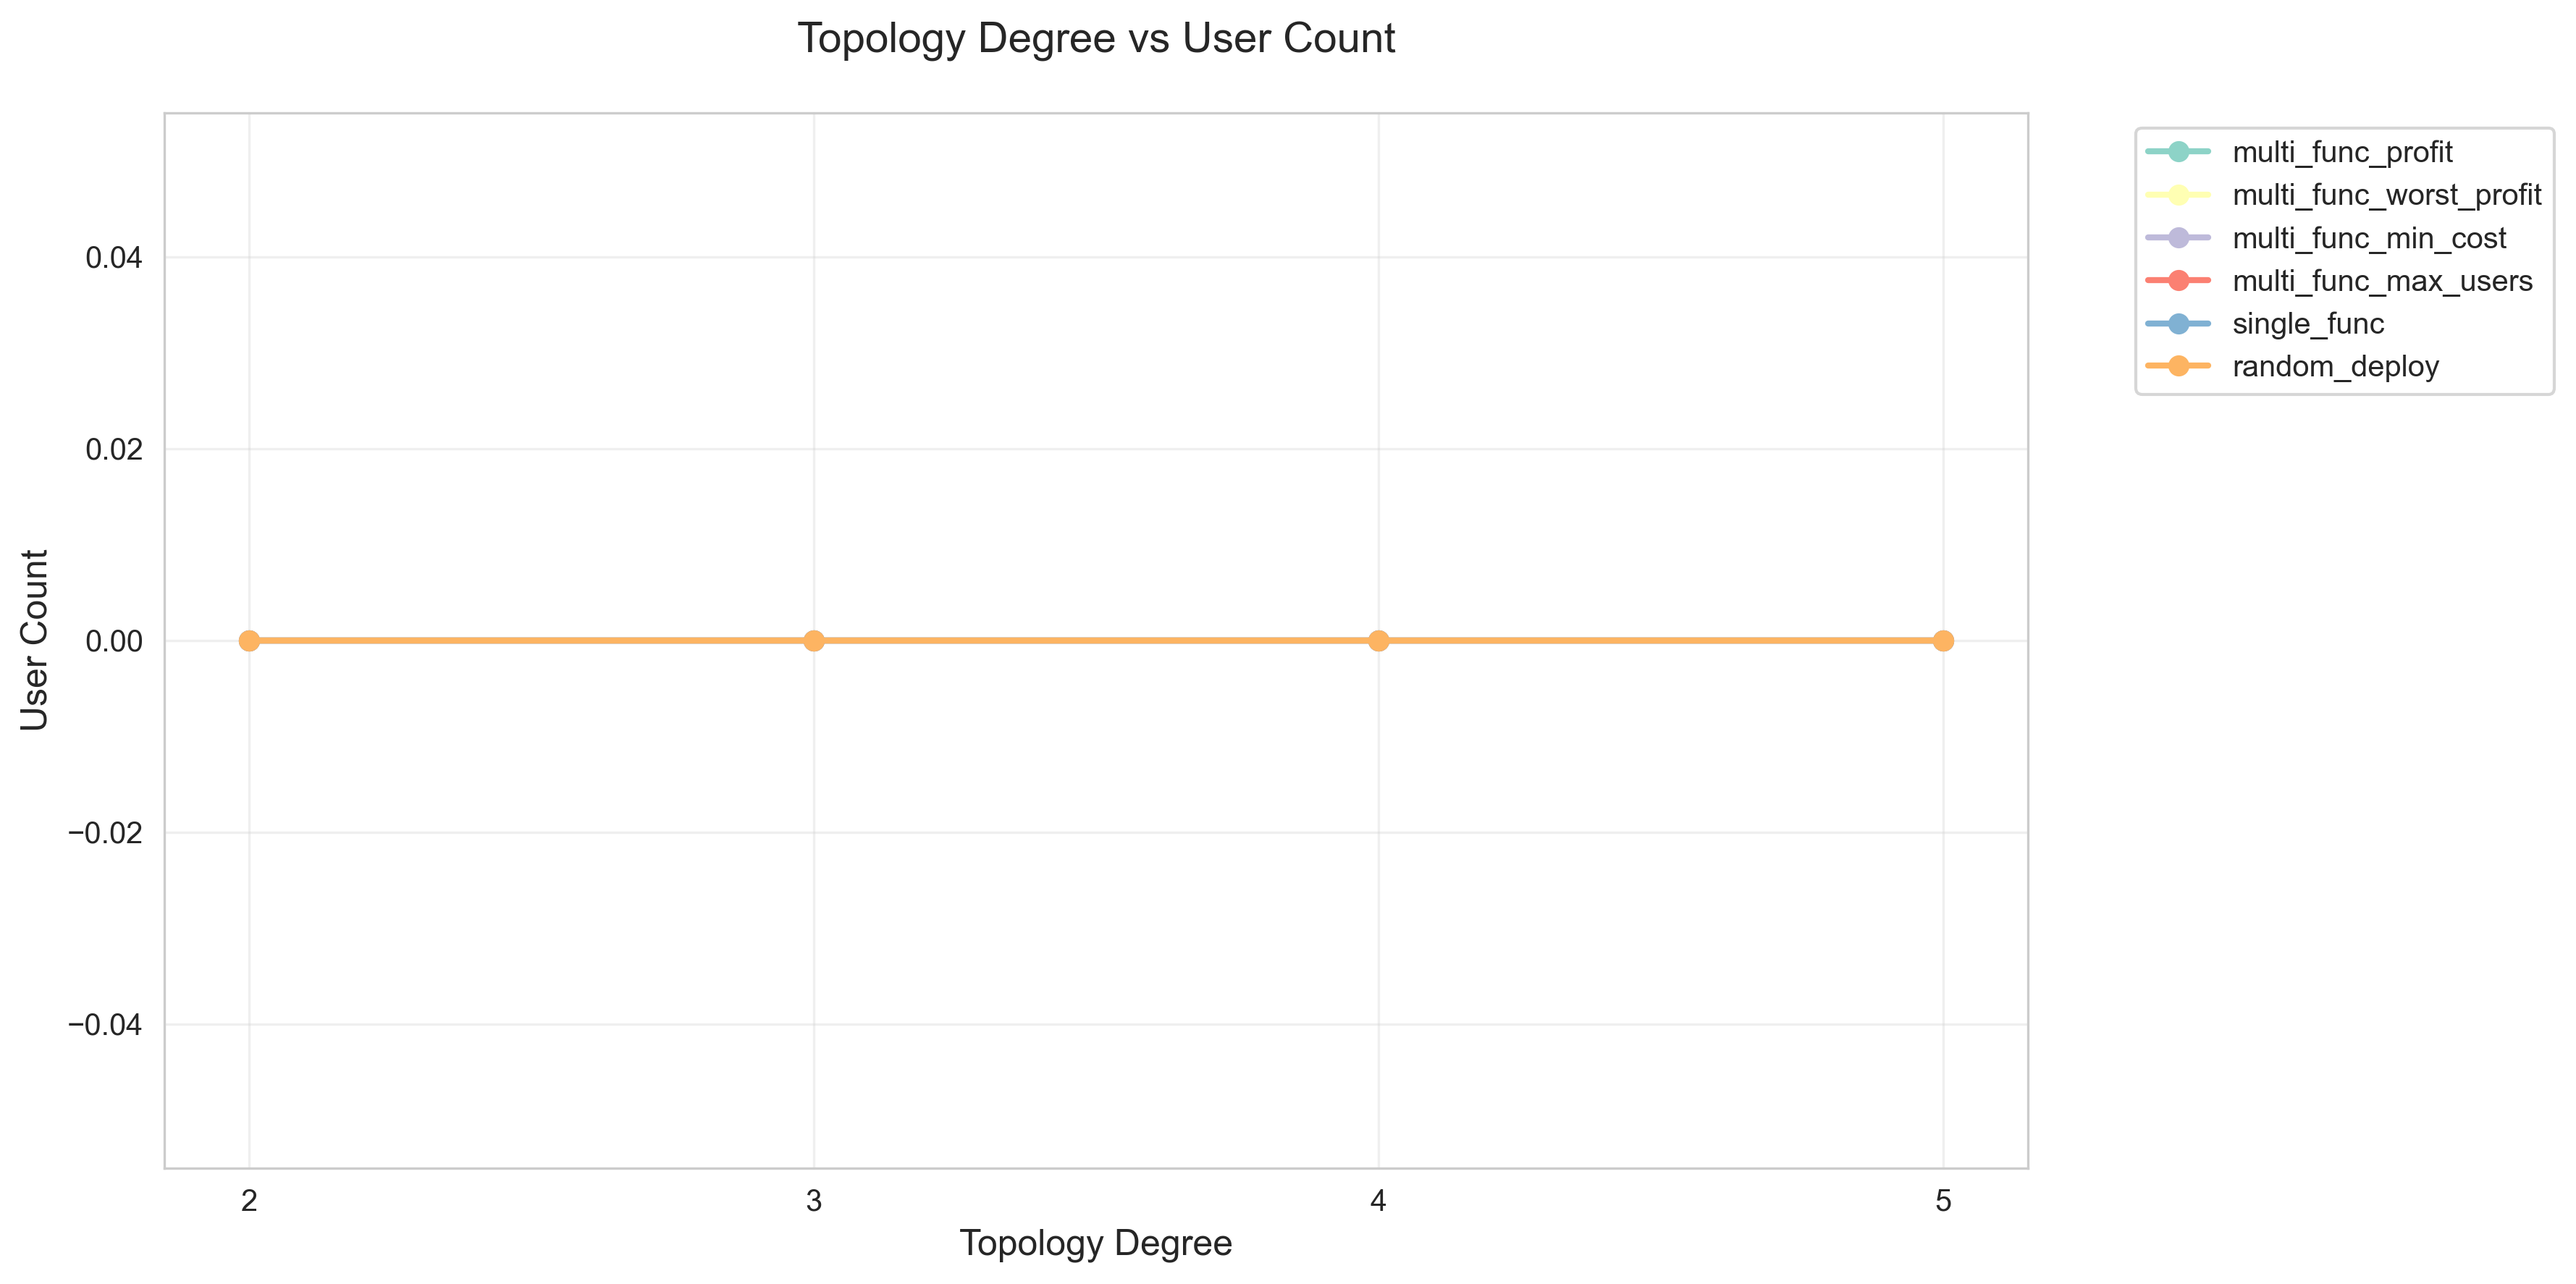 Topology Degree vs User Count
multi_func_profit
multi_func_worst_profit
multi_func_min_cost
multi_func_max_users
single_func
random_deploy
User Count
0.04
0.02
0.00
−0.02
−0.04
2 3 4 5
Topology Degree